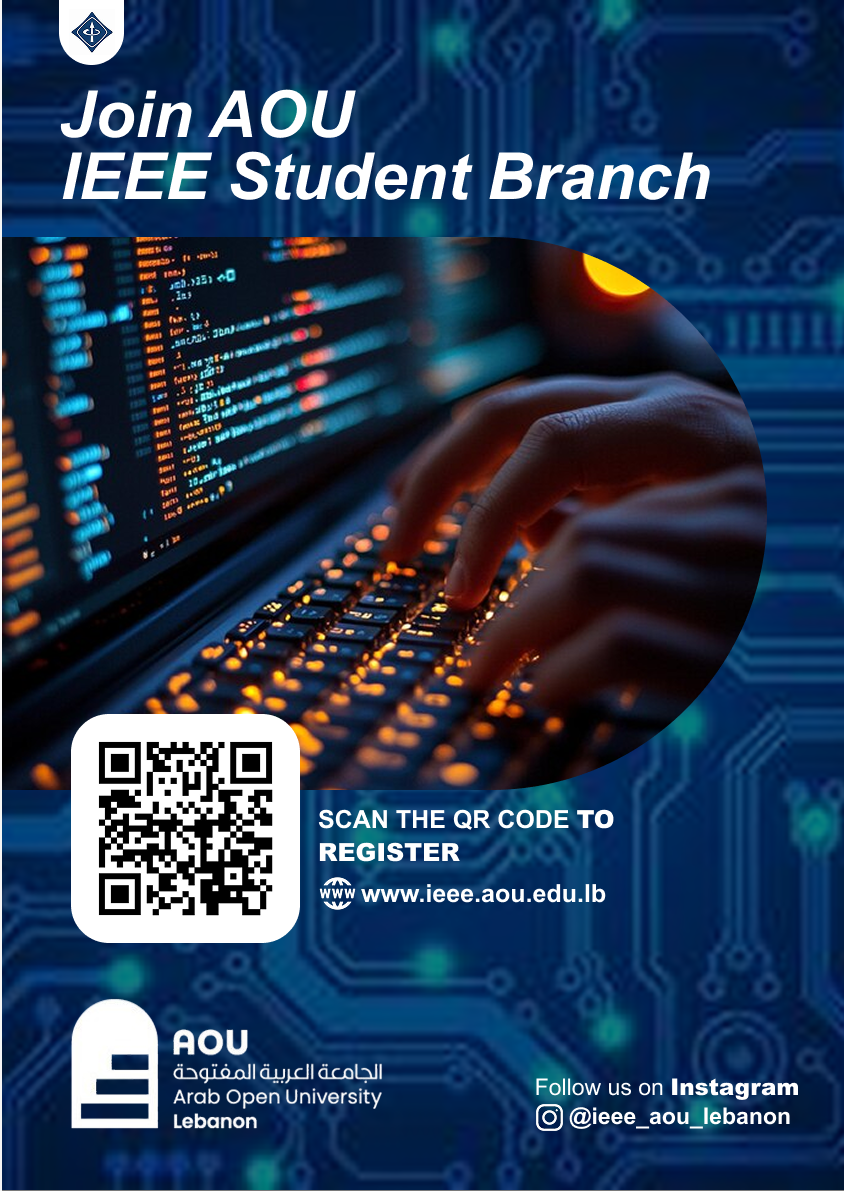 Join AOU
IEEE Student Branch
SCAN THE QR CODE TO
REGISTER
www www.ieee.aou.edu.lb
AOU
الجامعة العربية المفتوحة
Arab Open University
Lebanon
Follow us on Instagram
@ieee_aou_lebanon